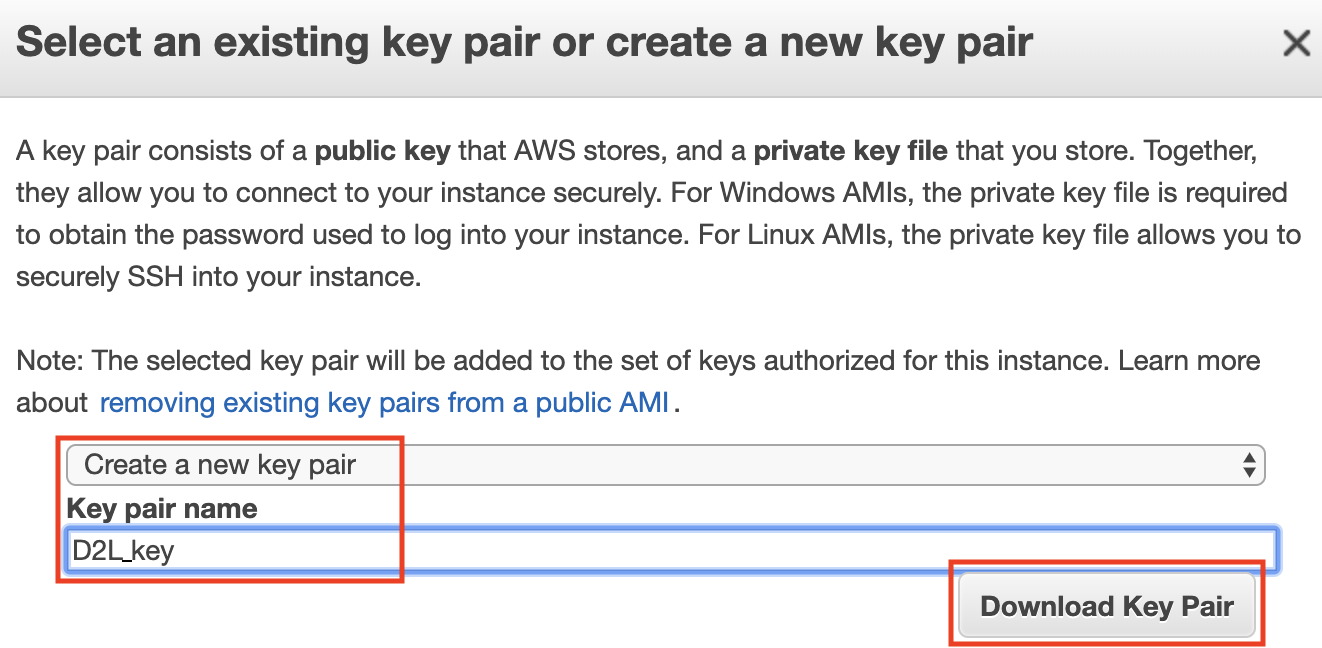 Select an existing key pair or create a new key pair
A key pair consists of a public key that AWS stores, and a private key file that you store. Together,
they allow you to connect to your instance securely. For Windows AMIs, the private key file is required
to obtain the password used to log into your instance. For Linux AMIs, the private key file allows you to
securely SSH into your instance.
Note: The selected key pair will be added to the set of keys authorized for this instance. Learn more
about removing existing key pairs from a public AMI .
Create a new key pair
Key pair name
D2L_key
Download Key Pair